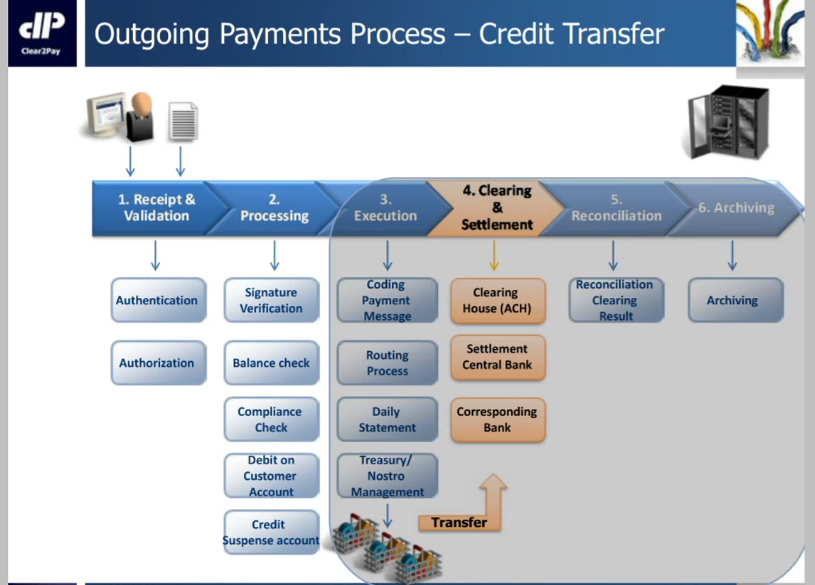 dp
Clear2Pay
Outgoing Payments Process – Credit Transfer
1. Receipt &
Validation
2.
Processing
3.
Execution
4. Clearing
&
Settlement
5.
Reconciliation
6. Archiving
Authentication
Authorization
Signature
Verification
Balance check
Compliance
Check
Debit on
Customer
Account
Credit
Suspense account
Coding
Payment
Message
Routing
Process
Daily
Statement
Treasury/
Nostro
Management
Clearing
House (ACH)
Settlement
Central Bank
Corresponding
Bank
Transfer
Reconciliation
Clearing
Result
Archiving